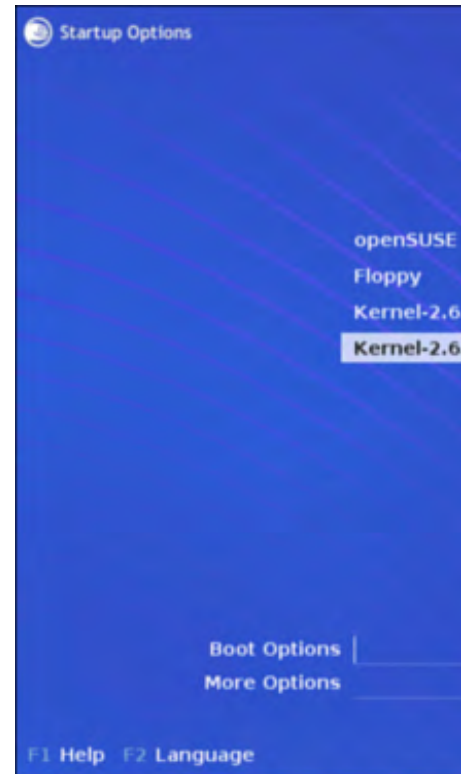 Startup Options
openSUSE
Floppy
Kernel-2.6
Kernel-2.6
Boot Options
More Options
F1 Help F2 Language